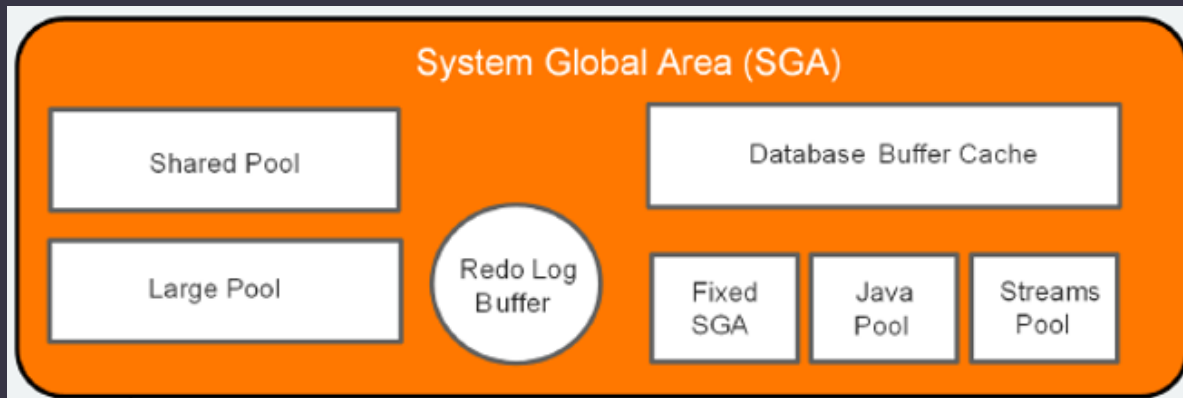 System Global Area (SGA)
Shared Pool
Database Buffer Cache
Large Pool
Redo Log
Buffer
Fixed
SGA
Java
Pool
Streams
Pool